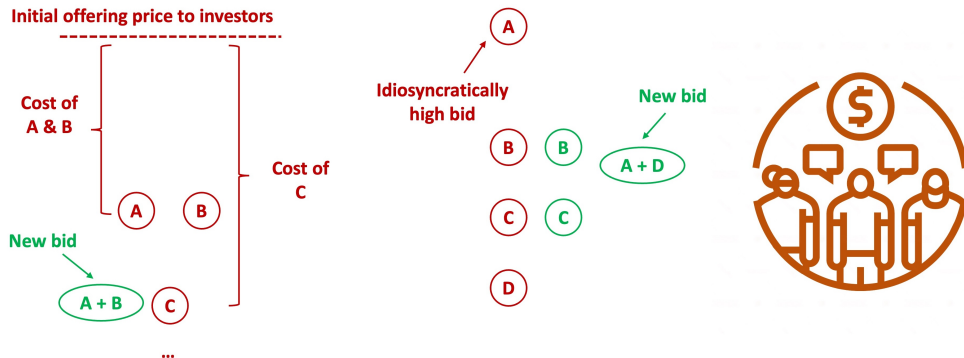 Initial offering price to investors
Cost of
A & B
Cost of
C
A
B
New bid
A + B
C
...
A
Idiosyncratically
high bid
New bid
B
B
A + D
C
C
D
$